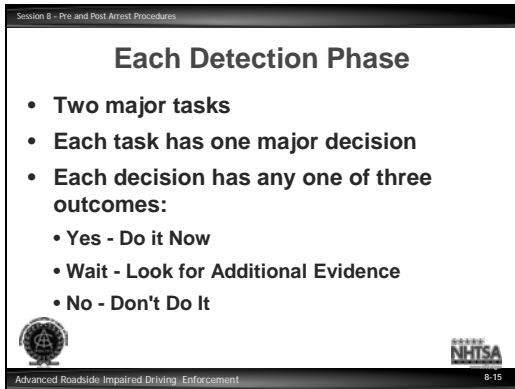 Session 8 - Pre and Post Arrest Procedures
Each Detection Phase
• Two major tasks
• Each task has one major decision
• Each decision has any one of three
outcomes:
• Yes - Do it Now
• Wait - Look for Additional Evidence
• No - Don't Do It
NHTSA
Advanced Roadside Impaired Driving Enforcement
8-15